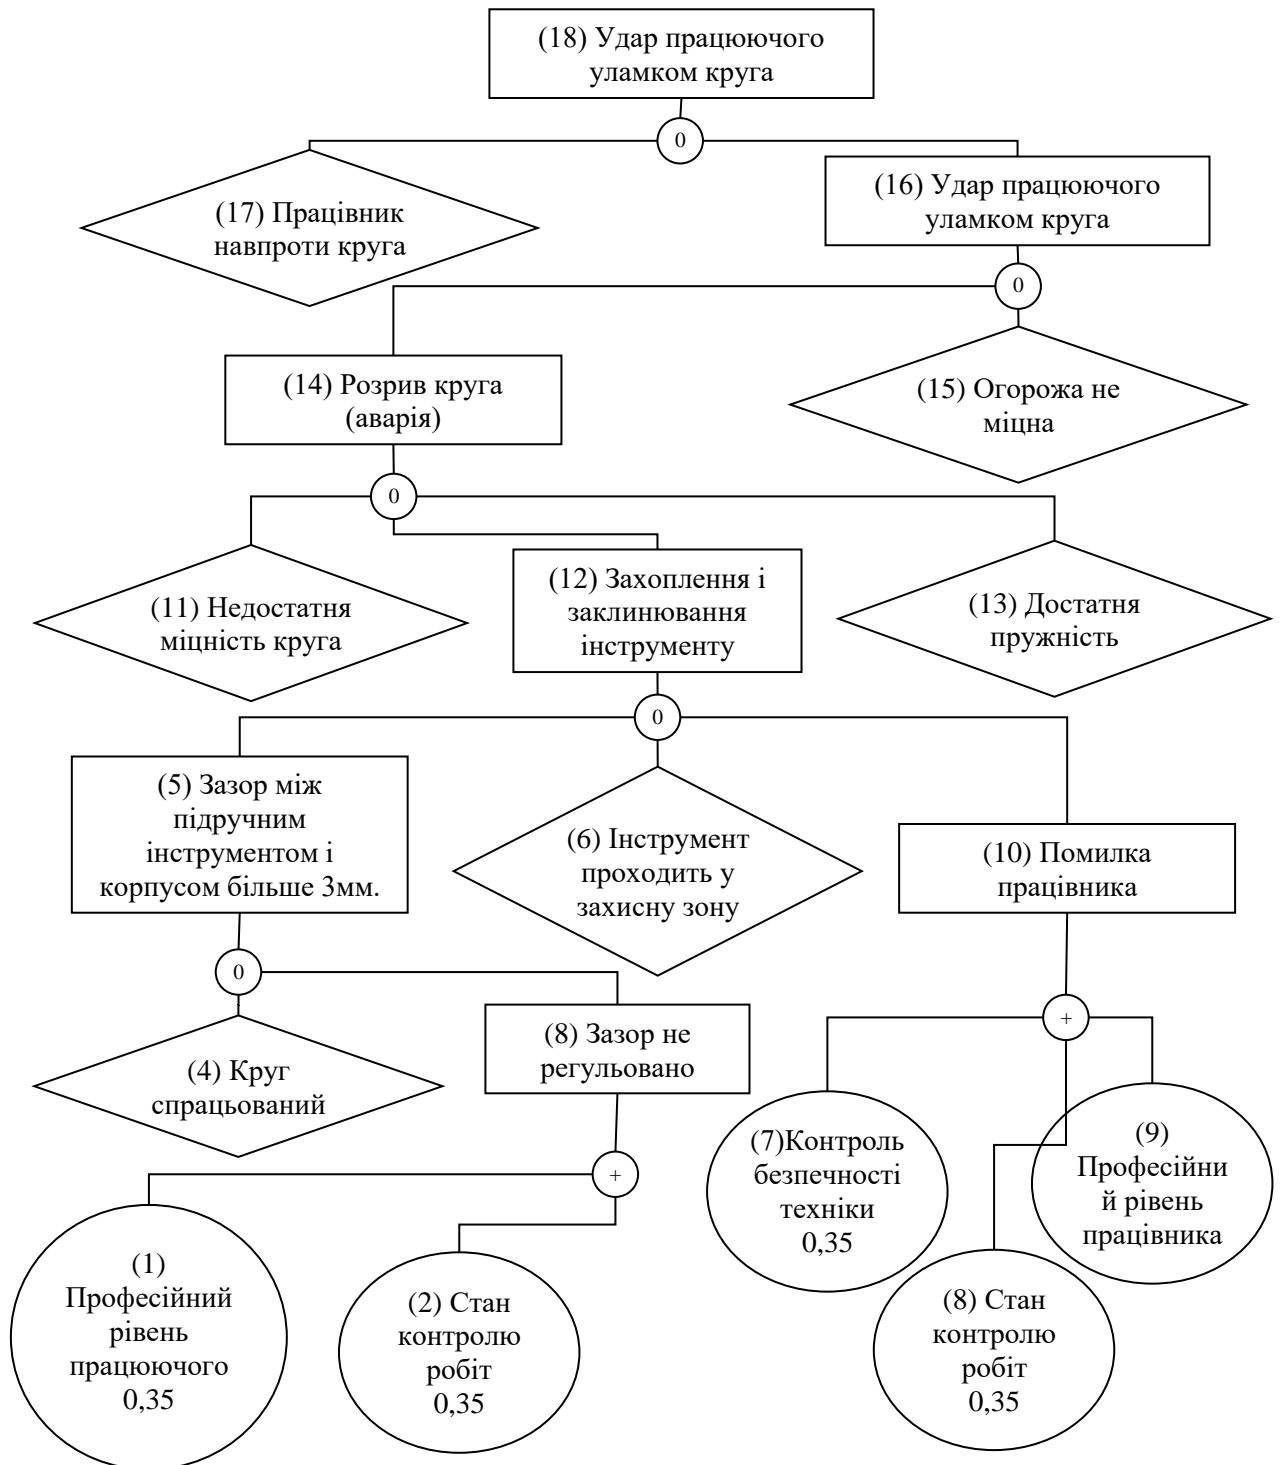 (18) Удар працюючого
уламком круга
0
(17) Працівник
навпроти круга
(16) Удар працюючого
уламком круга
0
(14) Розрив круга
(аварія)
(15) Огорожа не
міцна
0
(11) Недостатня
міцність круга
(12) Захоплення і
заклинювання
інструменту
(13) Достатня
пружність
0
(5) Зазор між
підручним
інструментом і
корпусом більше 3мм.
(6) Інструмент
проходить у
захисну зону
(10) Помилка
працівника
0
(8) Зазор не
регульовано
+
(4) Круг
спрацьований
+
(7)Контроль
безпечності
техніки
0,35
(9)
Професійни
й рівень
працівника
(1)
Професійний
рівень
працюючого
0,35
(2) Стан
контролю
робіт
0,35
(8) Стан
контролю
робіт
0,35